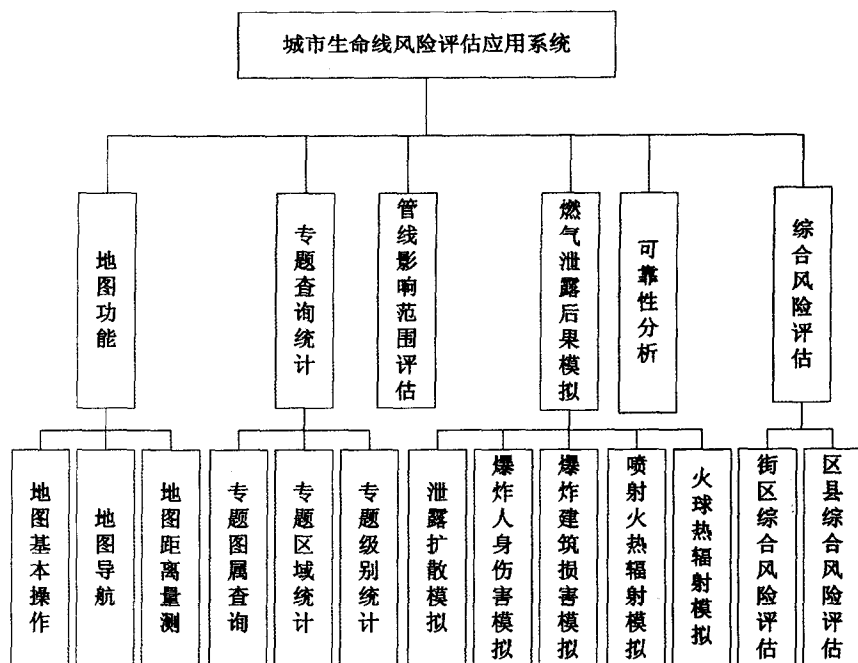 城市生命线风险评估应用系统
地图功能
专题查询统计
管线影响范围评估
燃气泄露后果模拟
可靠性分析
综合风险评估
地图基本操作
地图导航
地图距离量测
专题图属查询
专题区域统计
专题级别统计
泄露扩散模拟
爆炸人身伤害模拟
爆炸建筑损害模拟
喷射火热辐射模拟
火球热辐射模拟
街区综合风险评估
区县综合风险评估